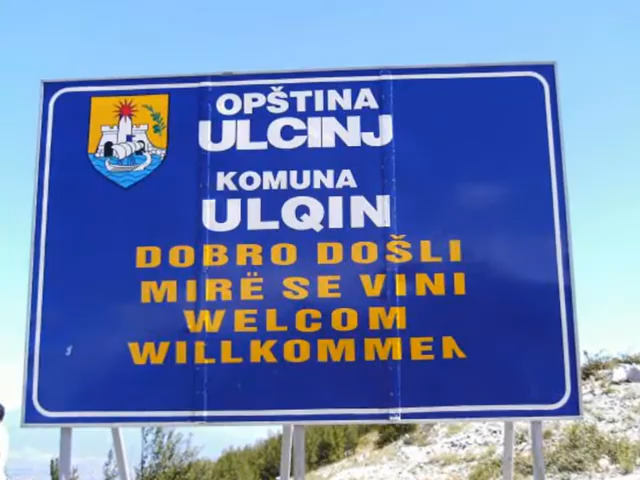 OPŠTINA
ULCINJ
KOMUNA
ULQIN
DOBRO DOŠLI
MIRË SE VINI
WELCOM
WILLKOMMEN